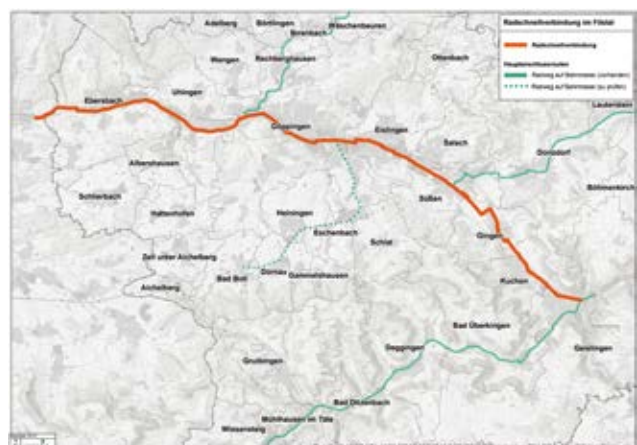 Radschnellverbindung im Filstal
Radschnellverbindung
Radweg auf Bahntrasse (vorhanden)
Radweg auf Bahntrasse (zu prüfen)
Adelberg
Börtlingen
Birenbach
Wäschenbeuren
Wangen
Rechberghausen
Ottenbach
Uhingen
Ebersbach
Lauterstein
Göppingen
Eislingen
Salach
Donzdorf
Albershausen
Böhmenkirch
Schlierbach
Süßen
Hattenhofen
Heiningen
Eschenbach
Schlat
Gingen
Zell unter Aichelberg
Bad Boll
Dürnau
Gammelshausen
Aichelberg
Kuchen
Bad Überkingen
Deggingen
Geislingen
Gruibingen
Bad Ditzenbach
Mühlhausen im Täle
Wiesensteig